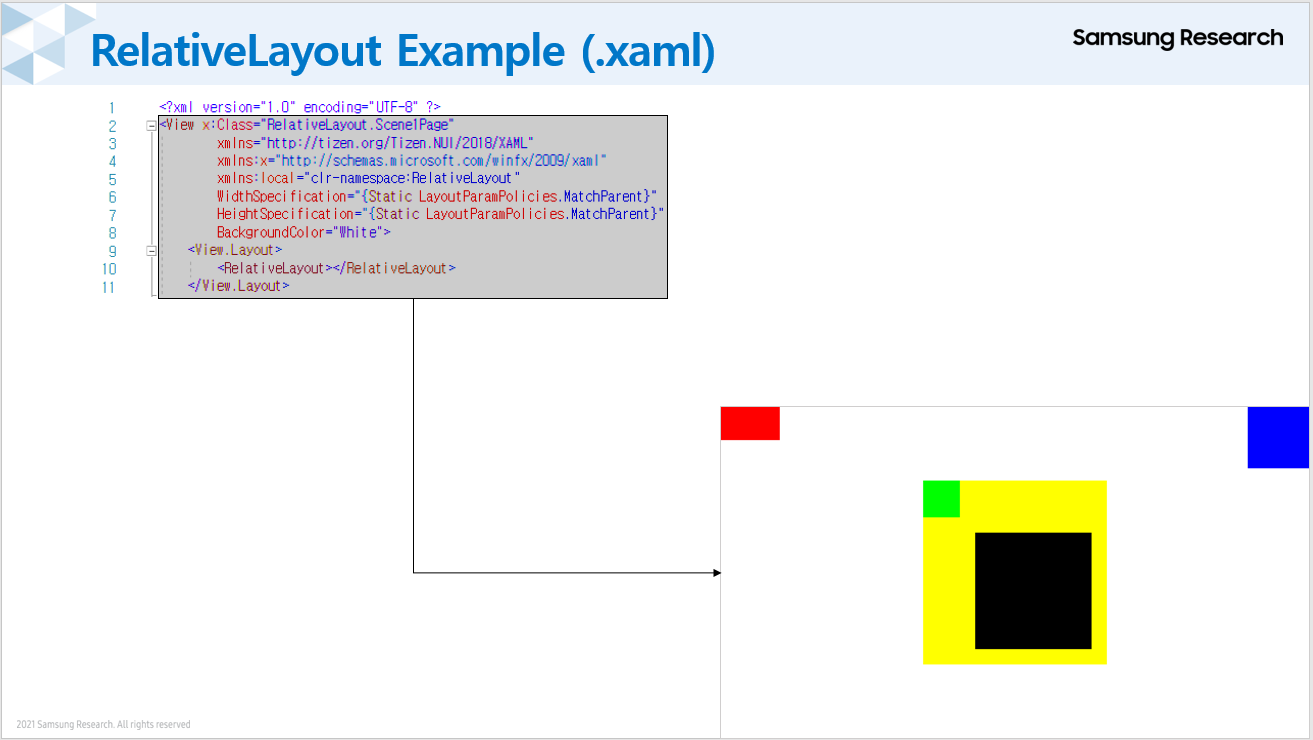 RelativeLayout Example (.xaml)
Samsung Research
1 <?xml version="1.0" encoding="UTF-8" ?>
2 <View x:Class="RelativeLayout.Scene1Page"
3 xmlns="http://tizen.org/Tizen.NUI/2018/XAML"
4 xmlns:x="http://schemas.microsoft.com/winfx/2009/xaml"
5 xmlns:local="clr-namespace:RelativeLayout"
6 WidthSpecification="{Static LayoutParamPolicies.MatchParent}"
7 HeightSpecification="{Static LayoutParamPolicies.MatchParent}"
8 BackgroundColor="White">
9 <View.Layout>
10 <RelativeLayout></RelativeLayout>
11 </View.Layout>
2021 Samsung Research. All rights reserved